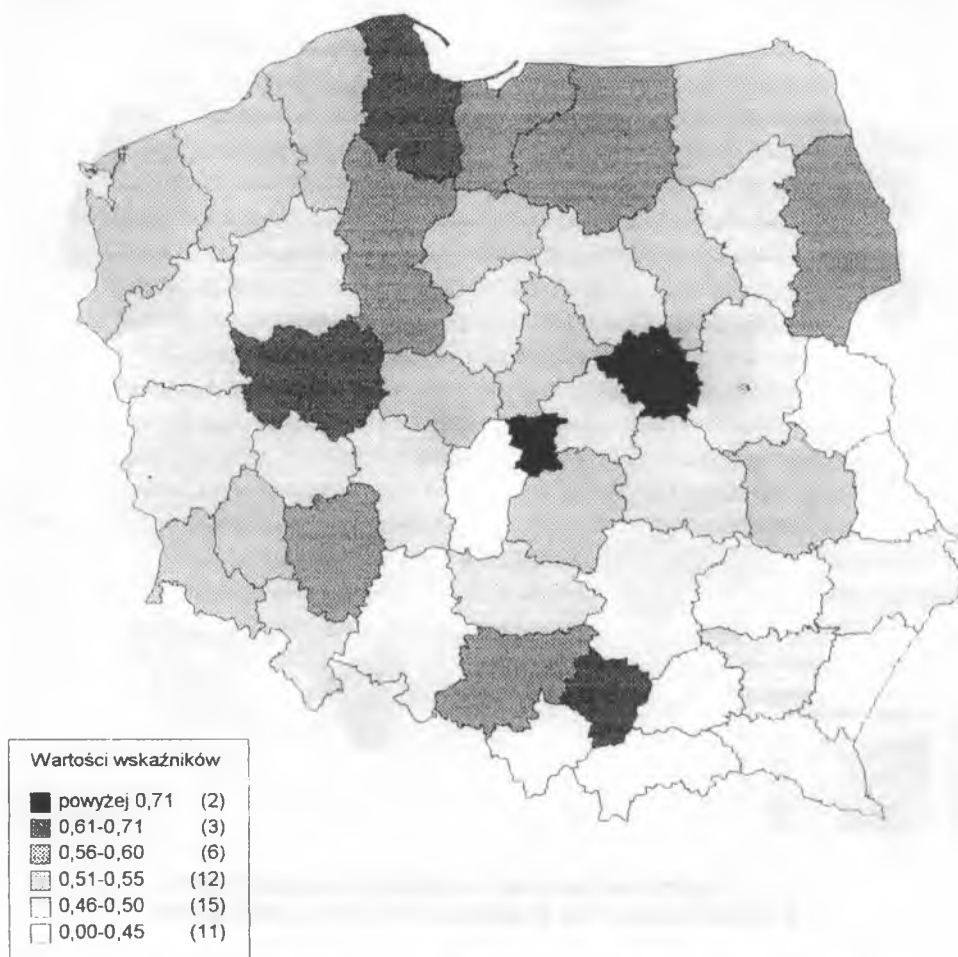 Wartości wskaźników
powyżej 0,71 (2)
0,61-0,71 (3)
0,56-0,60 (6)
0,51-0,55 (12)
0,46-0,50 (15)
0,00-0,45 (11)